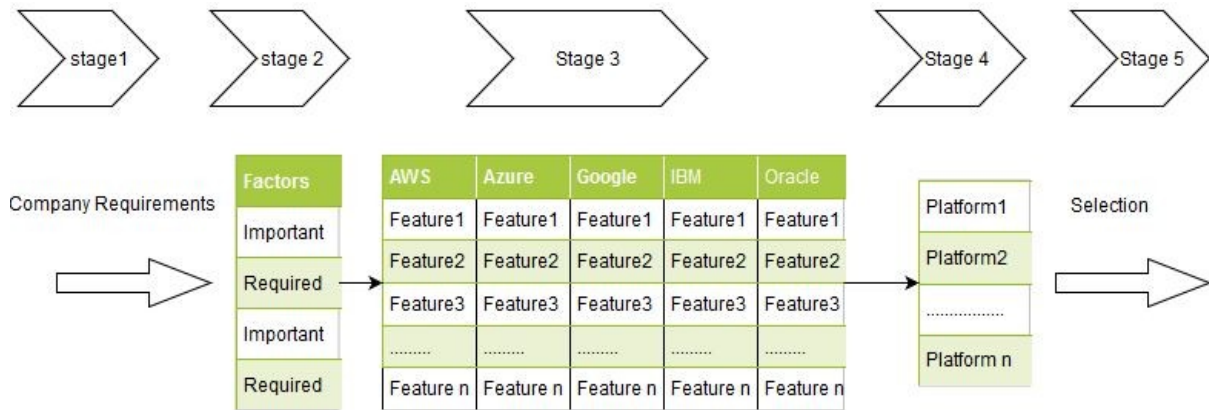 stage1 stage 2 Stage 3 Stage 4 Stage 5
Company Requirements
Factors
Important
Required
Important
Required
AWS Azure Google IBM Oracle
Feature1 Feature1 Feature1 Feature1 Feature1
Feature2 Feature2 Feature2 Feature2 Feature2
Feature3 Feature3 Feature3 Feature3 Feature3
......... ......... ......... ......... .........
Feature n Feature n Feature n Feature n Feature n
Platform1
Platform2
.................
Platform n
Selection